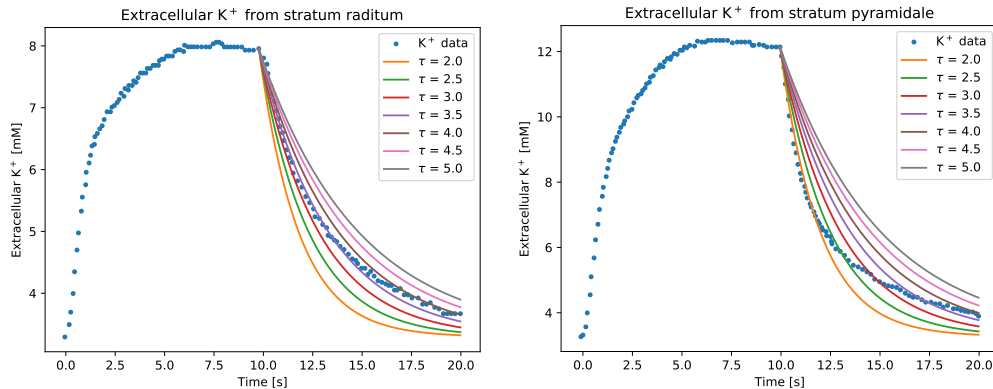 Extracellular K⁺ from stratum raditum
Extracellular K⁺ [mM]
8
7
6
5
4
0.0 2.5 5.0 7.5 10.0 12.5 15.0 17.5 20.0
Time [s]
K⁺ data
τ = 2.0
τ = 2.5
τ = 3.0
τ = 3.5
τ = 4.0
τ = 4.5
τ = 5.0
Extracellular K⁺ from stratum pyramidale
Extracellular K⁺ [mM]
12
10
8
6
4
0.0 2.5 5.0 7.5 10.0 12.5 15.0 17.5 20.0
Time [s]
K⁺ data
τ = 2.0
τ = 2.5
τ = 3.0
τ = 3.5
τ = 4.0
τ = 4.5
τ = 5.0